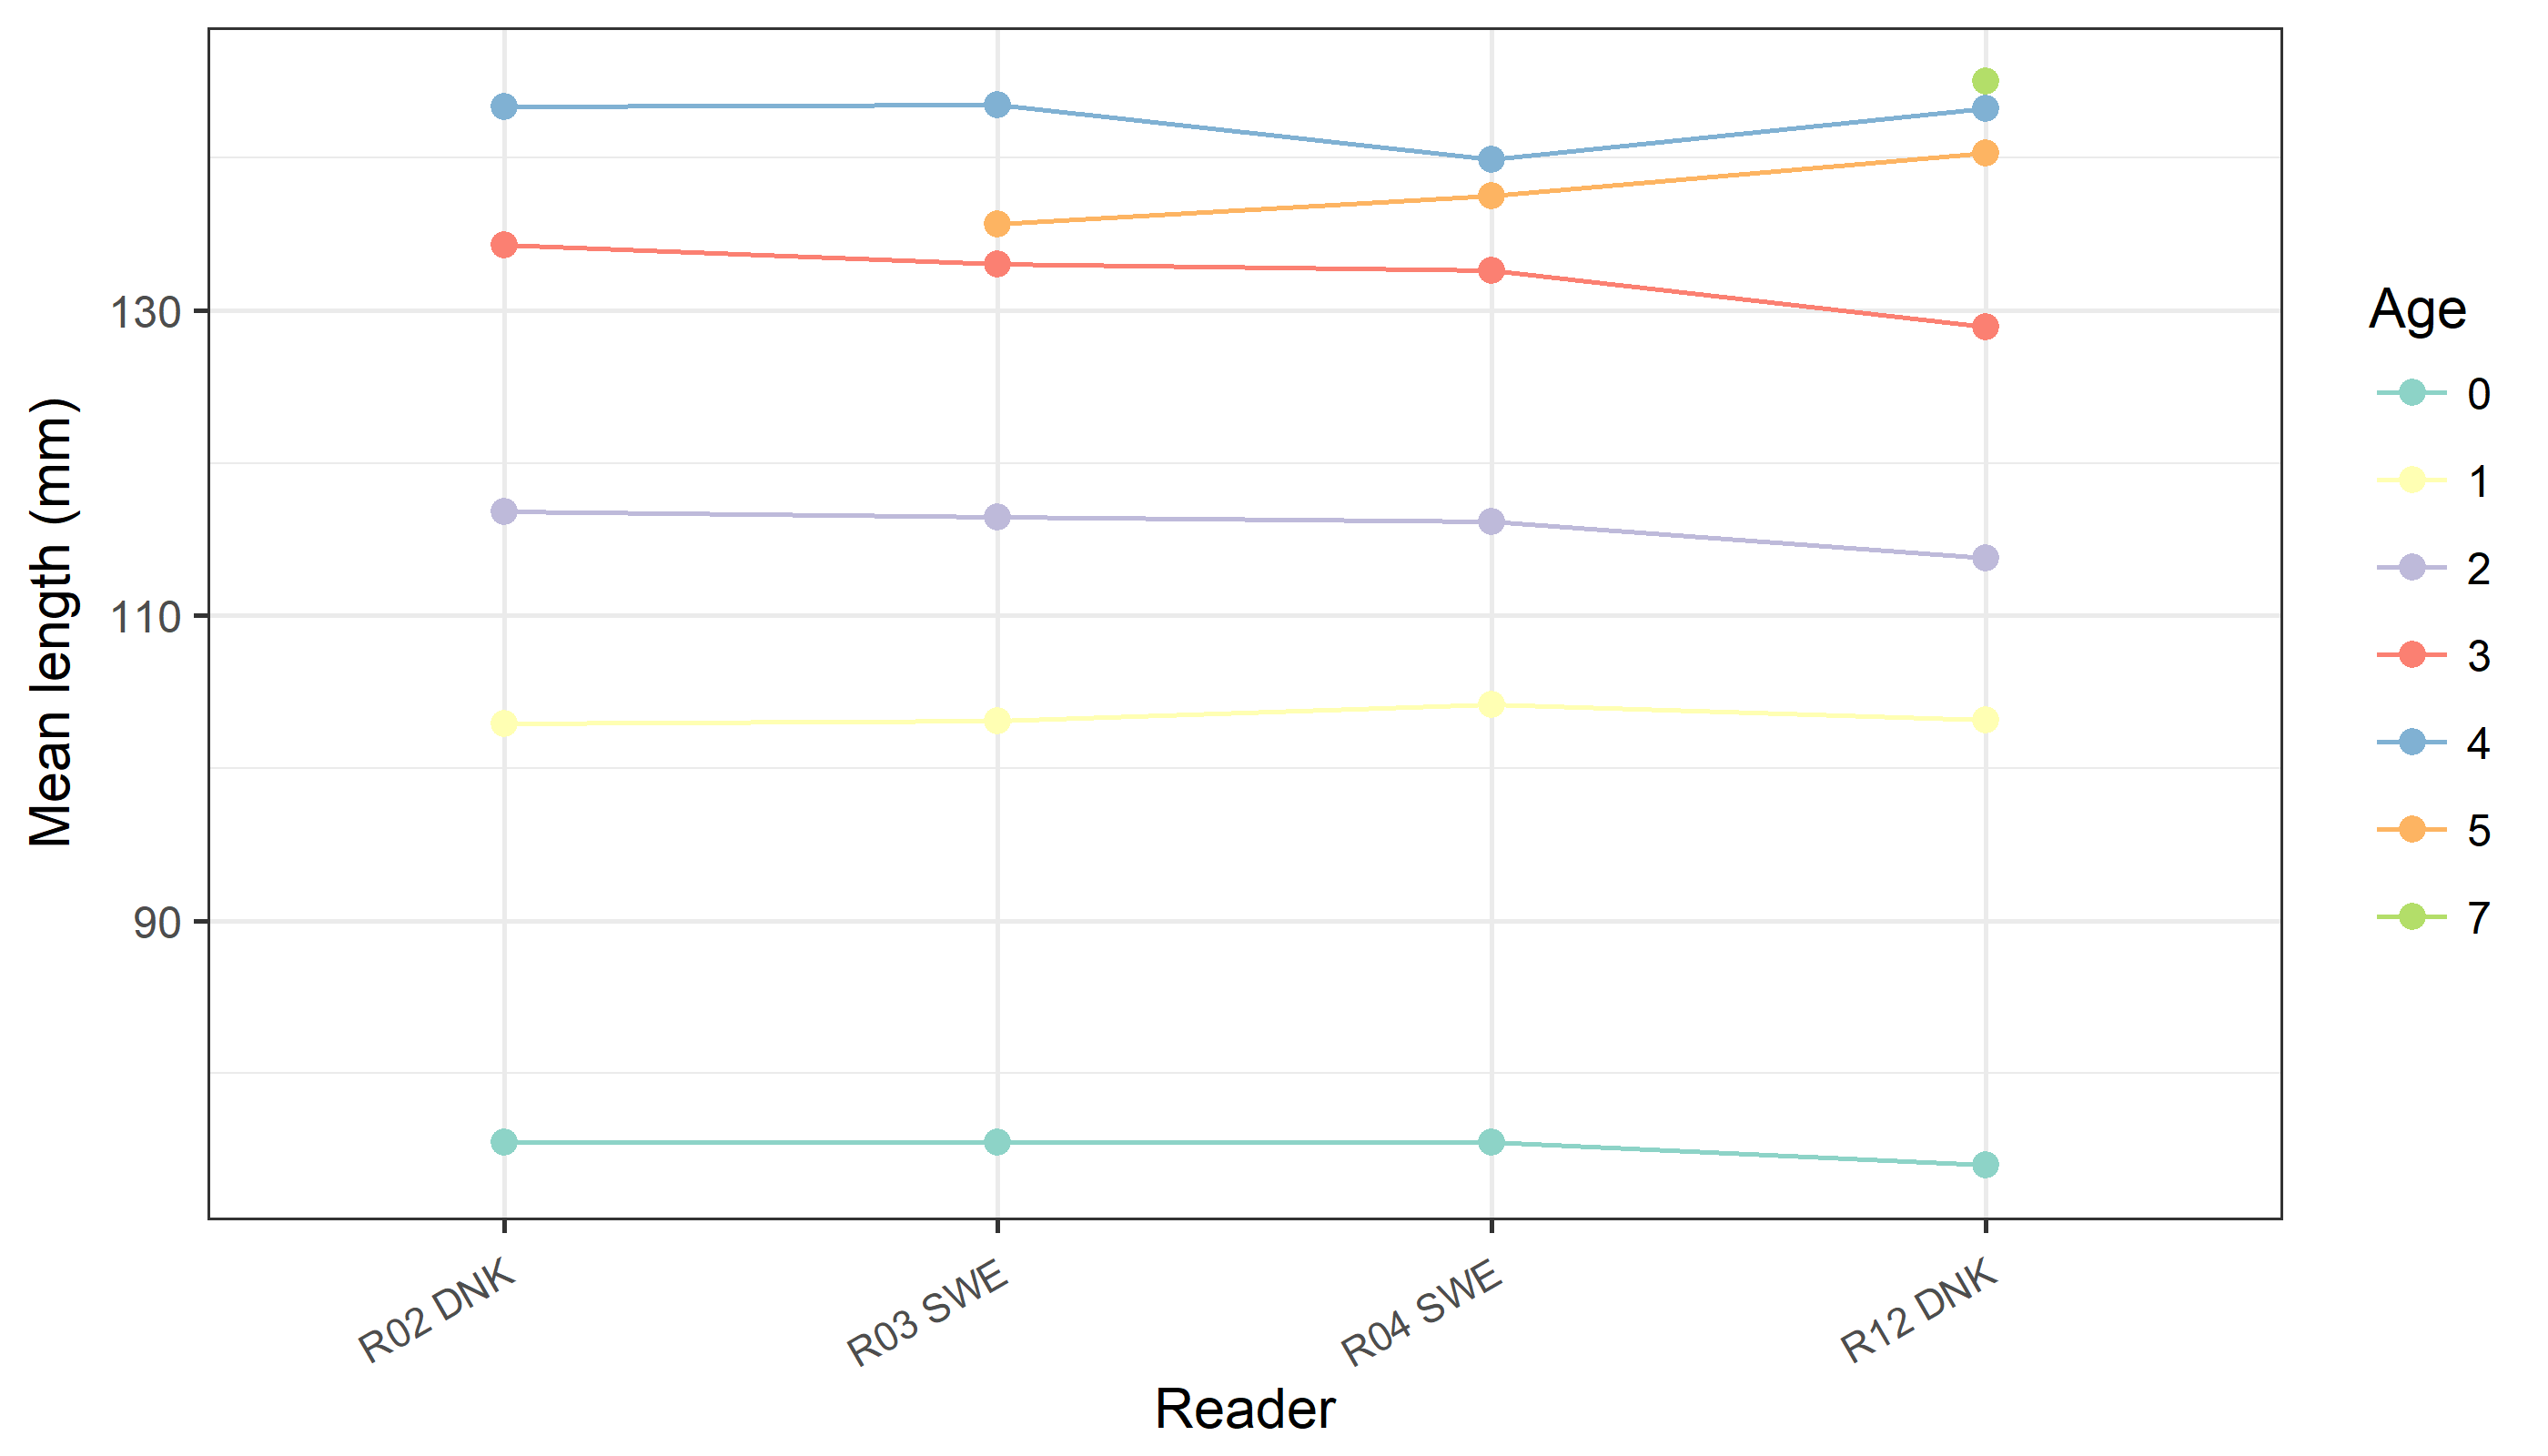 Mean length (mm)
130
110
90
R02 DNK
R03 SWE
R04 SWE
R12 DNK
Reader
Age
0
1
2
3
4
5
7